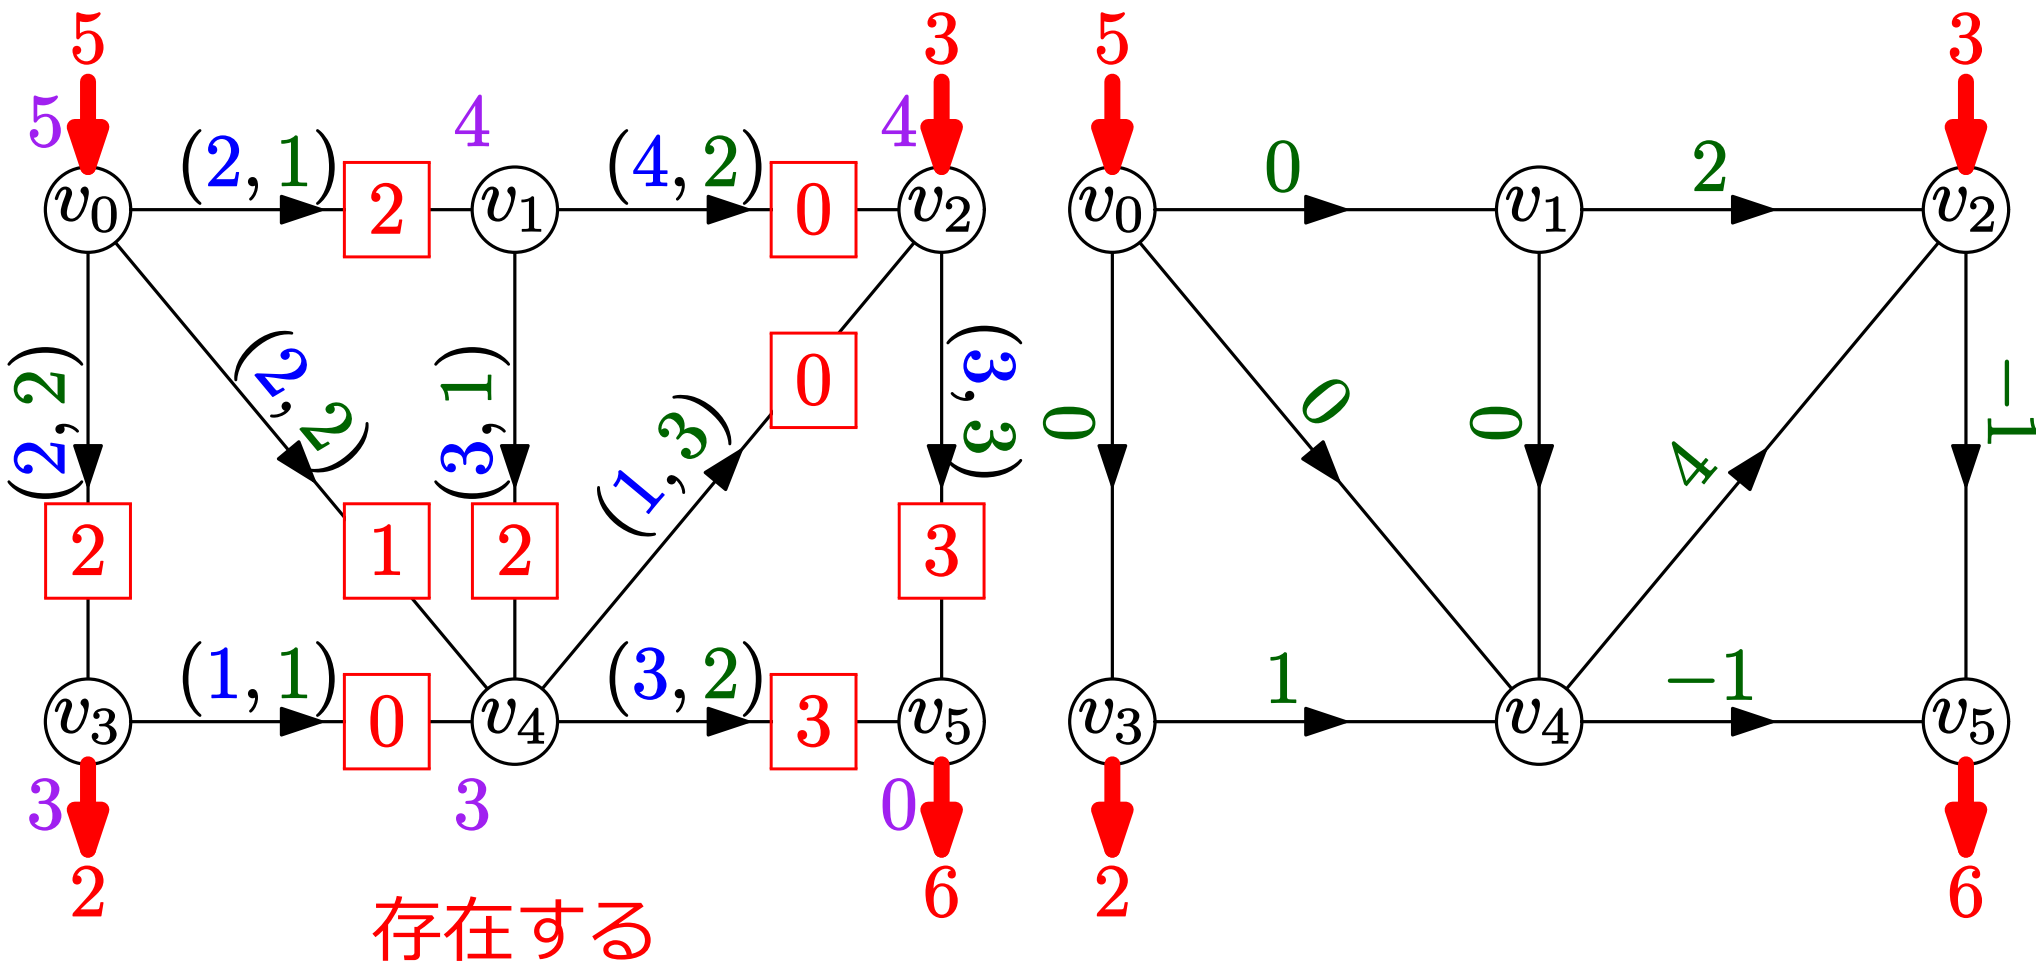 5 3 5 3
5 (2, 1) 4 (4, 2) 4 0 2
v0 2 v1 0 v2 v0 v1 v2
(2, 2) (2, 2) (3, 1) (1, 3) 0 (3, 3) 0 0 0 4 −1
2 1 2 3
(1, 1) (3, 2) 1 −1
v3 0 v4 3 v5 v3 v4 v5
3 3 0
2 6 2 6
存在する